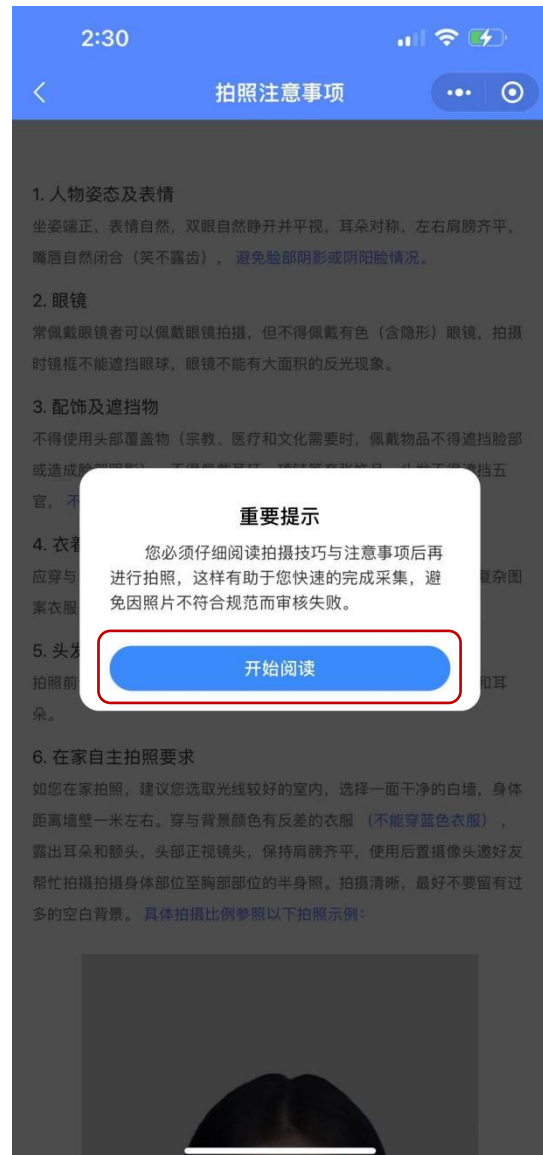 2:30
拍照注意事项
1. 人物姿态及表情
坐姿端正，表情自然，双眼自然睁开并平视，耳朵对称，左右肩膀齐平，
嘴唇自然闭合（笑不露齿）， 避免脸部阴影或阴阳脸情况。
2. 眼镜
常佩戴眼镜者可以佩戴眼镜拍摄，但不得佩戴有色（含隐形）眼镜，拍摄
时镜框不能遮挡眼球，眼镜不能有大面积的反光现象。
3. 配饰及遮挡物
不得使用头部覆盖物（宗教、医疗和文化需要时，佩戴物品不得遮挡脸部
或造成
官， 不
4. 衣着
应穿与 复杂图
案衣服
5. 头发
拍照前 和耳
朵。
重要提示
您必须仔细阅读拍摄技巧与注意事项后再
进行拍照，这样有助于您快速的完成采集，避
免因照片不符合规范而审核失败。
开始阅读
6. 在家自主拍照要求
如您在家拍照，建议您选取光线较好的室内，选择一面干净的白墙，身体
距离墙壁一米左右。穿与背景颜色有反差的衣服 （不能穿蓝色衣服） ，
露出耳朵和额头，头部正视镜头，保持肩膀齐平，使用后置摄像头邀好友
帮忙拍摄拍摄身体部位至胸部部位的半身照。拍摄清晰，最好不要留有过
多的空白背景。 具体拍摄比例参照以下拍照示例：